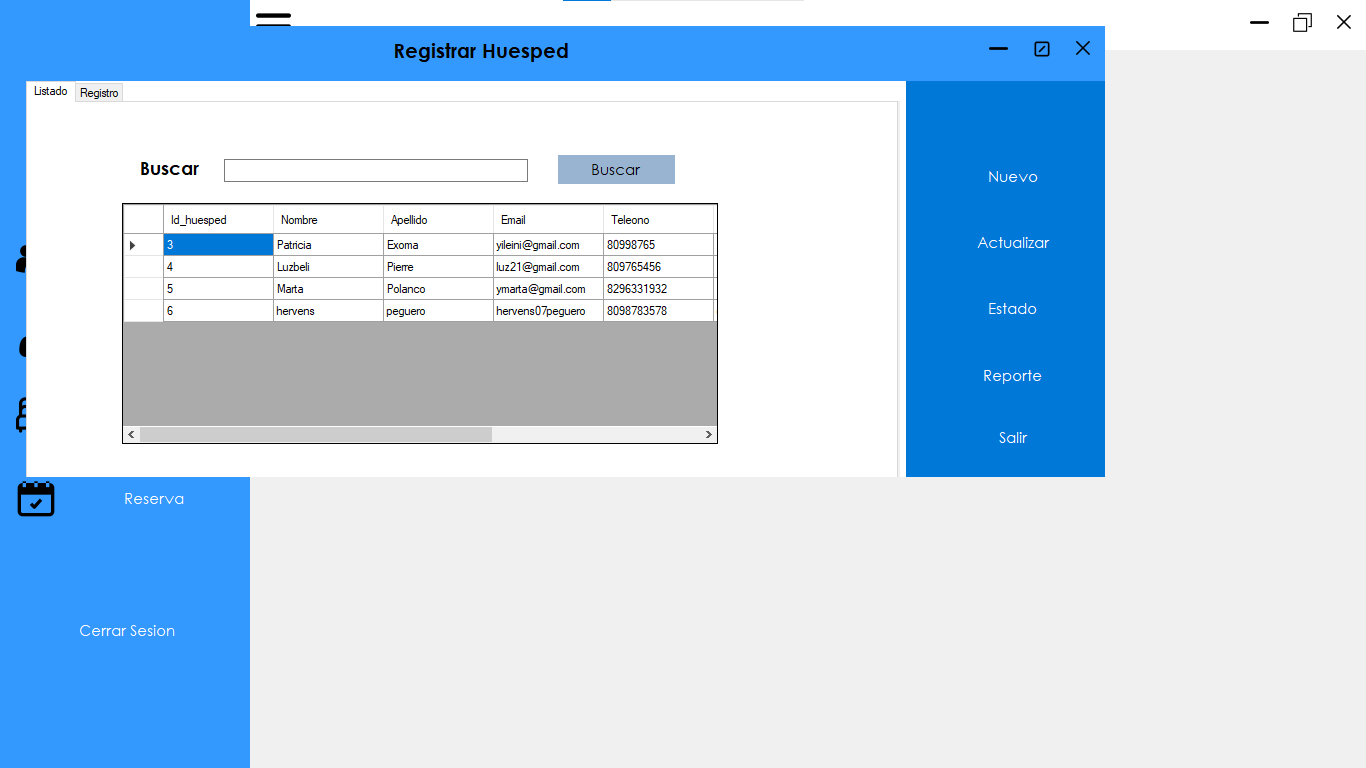 Registrar Huesped
Listado Registro
Buscar Buscar
Id_huesped Nombre Apellido Email Teleono
3 Patricia Exoma yileini@gmail.com 80998765
4 Luzbeli Pierre luz21@gmail.com 809765456
5 Marta Polanco ymarta@gmail.com 8296331932
6 hervens peguero hervens07peguero 8098783578
Nuevo
Actualizar
Estado
Reporte
Salir
Reserva
Cerrar Sesion